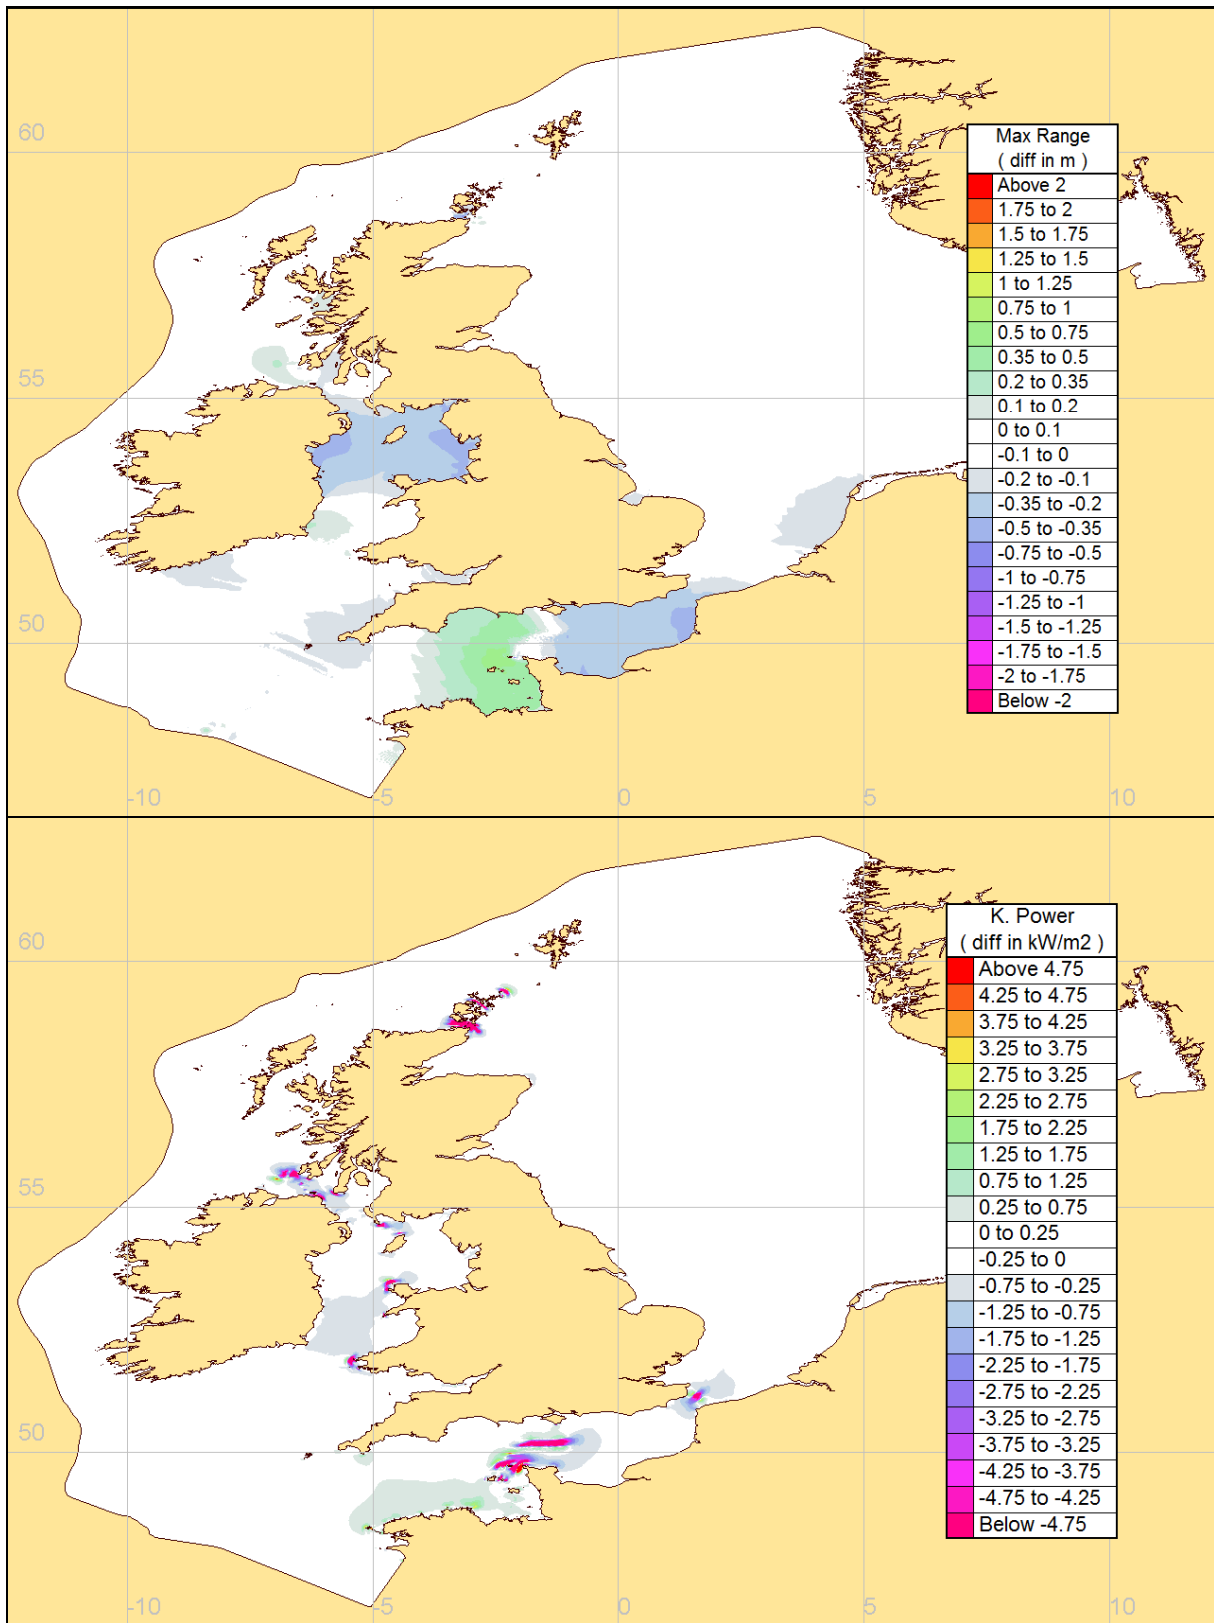 60
55
50
-10
-5
0
5
10
Max Range
( diff in m )
Above 2
1.75 to 2
1.5 to 1.75
1.25 to 1.5
1 to 1.25
0.75 to 1
0.5 to 0.75
0.35 to 0.5
0.2 to 0.35
0.1 to 0.2
0 to 0.1
-0.1 to 0
-0.2 to -0.1
-0.35 to -0.2
-0.5 to -0.35
-0.75 to -0.5
-1 to -0.75
-1.25 to -1
-1.5 to -1.25
-1.75 to -1.5
-2 to -1.75
Below -2
60
55
50
-10
-5
0
5
10
K. Power
( diff in kW/m2 )
Above 4.75
4.25 to 4.75
3.75 to 4.25
3.25 to 3.75
2.75 to 3.25
2.25 to 2.75
1.75 to 2.25
1.25 to 1.75
0.75 to 1.25
0.25 to 0.75
0 to 0.25
-0.25 to 0
-0.75 to -0.25
-1.25 to -0.75
-1.75 to -1.25
-2.25 to -1.75
-2.75 to -2.25
-3.25 to -2.75
-3.75 to -3.25
-4.25 to -3.75
-4.75 to -4.25
Below -4.75